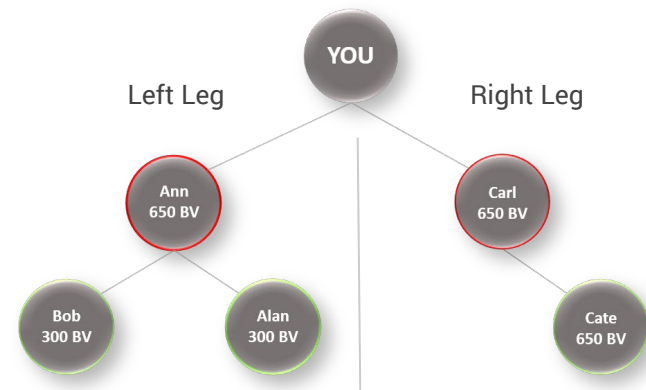 YOU
Left Leg
Right Leg
Ann
650 BV
Carl
650 BV
Bob
300 BV
Alan
300 BV
Cate
650 BV